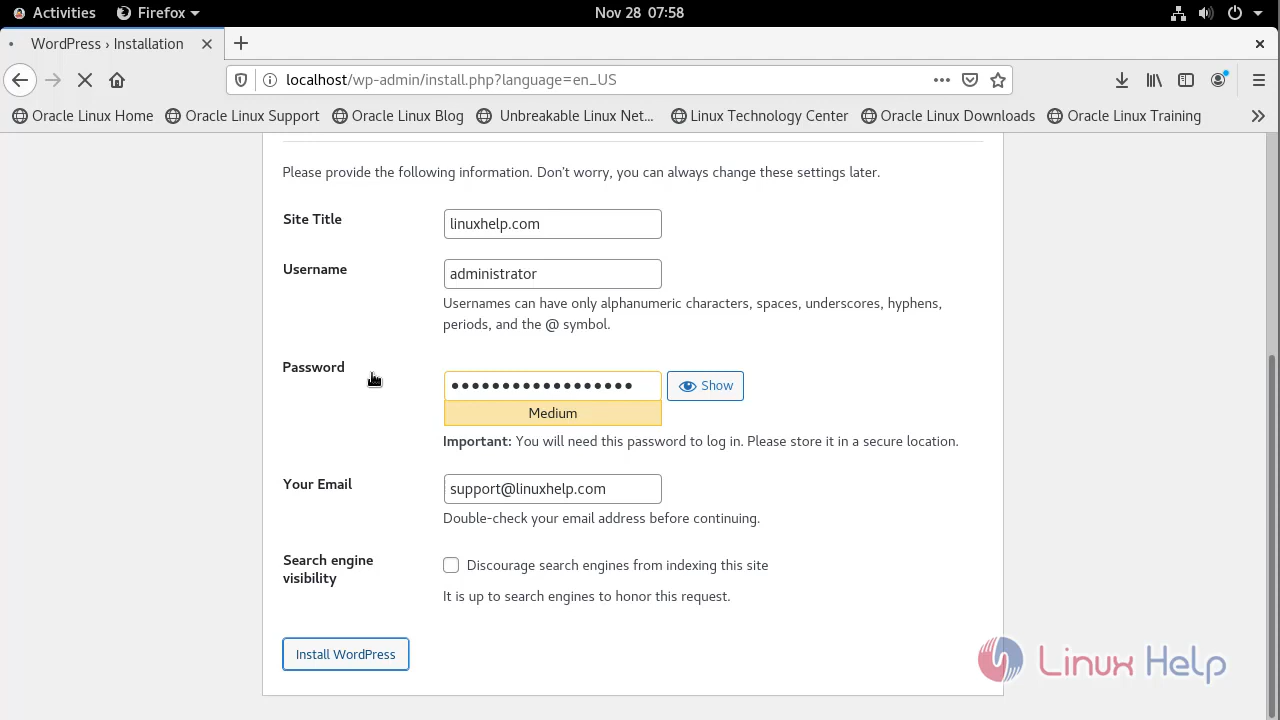 Activities Firefox Nov 28 07:58
WordPress › Installation
localhost/wp-admin/install.php?language=en_US
Oracle Linux Home Oracle Linux Support Oracle Linux Blog Unbreakable Linux Net... Linux Technology Center Oracle Linux Downloads Oracle Linux Training
Please provide the following information. Don't worry, you can always change these settings later.
Site Title linuxhelp.com
Username administrator
Usernames can have only alphanumeric characters, spaces, underscores, hyphens,
periods, and the @ symbol.
Password •••••••••••••••••• Show
Medium
Important: You will need this password to log in. Please store it in a secure location.
Your Email support@linuxhelp.com
Double-check your email address before continuing.
Search engine
visibility
Discourage search engines from indexing this site
It is up to search engines to honor this request.
Install WordPress
Linux Help